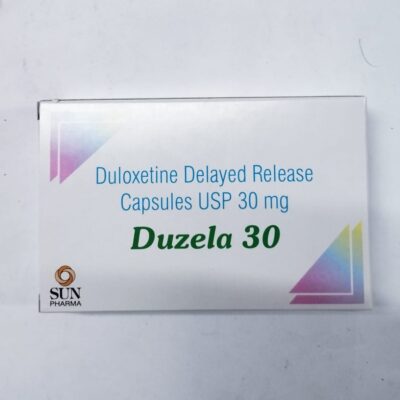 Duloxetine Delayed Release
Capsules USP 30 mg
Duzela 30
SUN
PHARMA